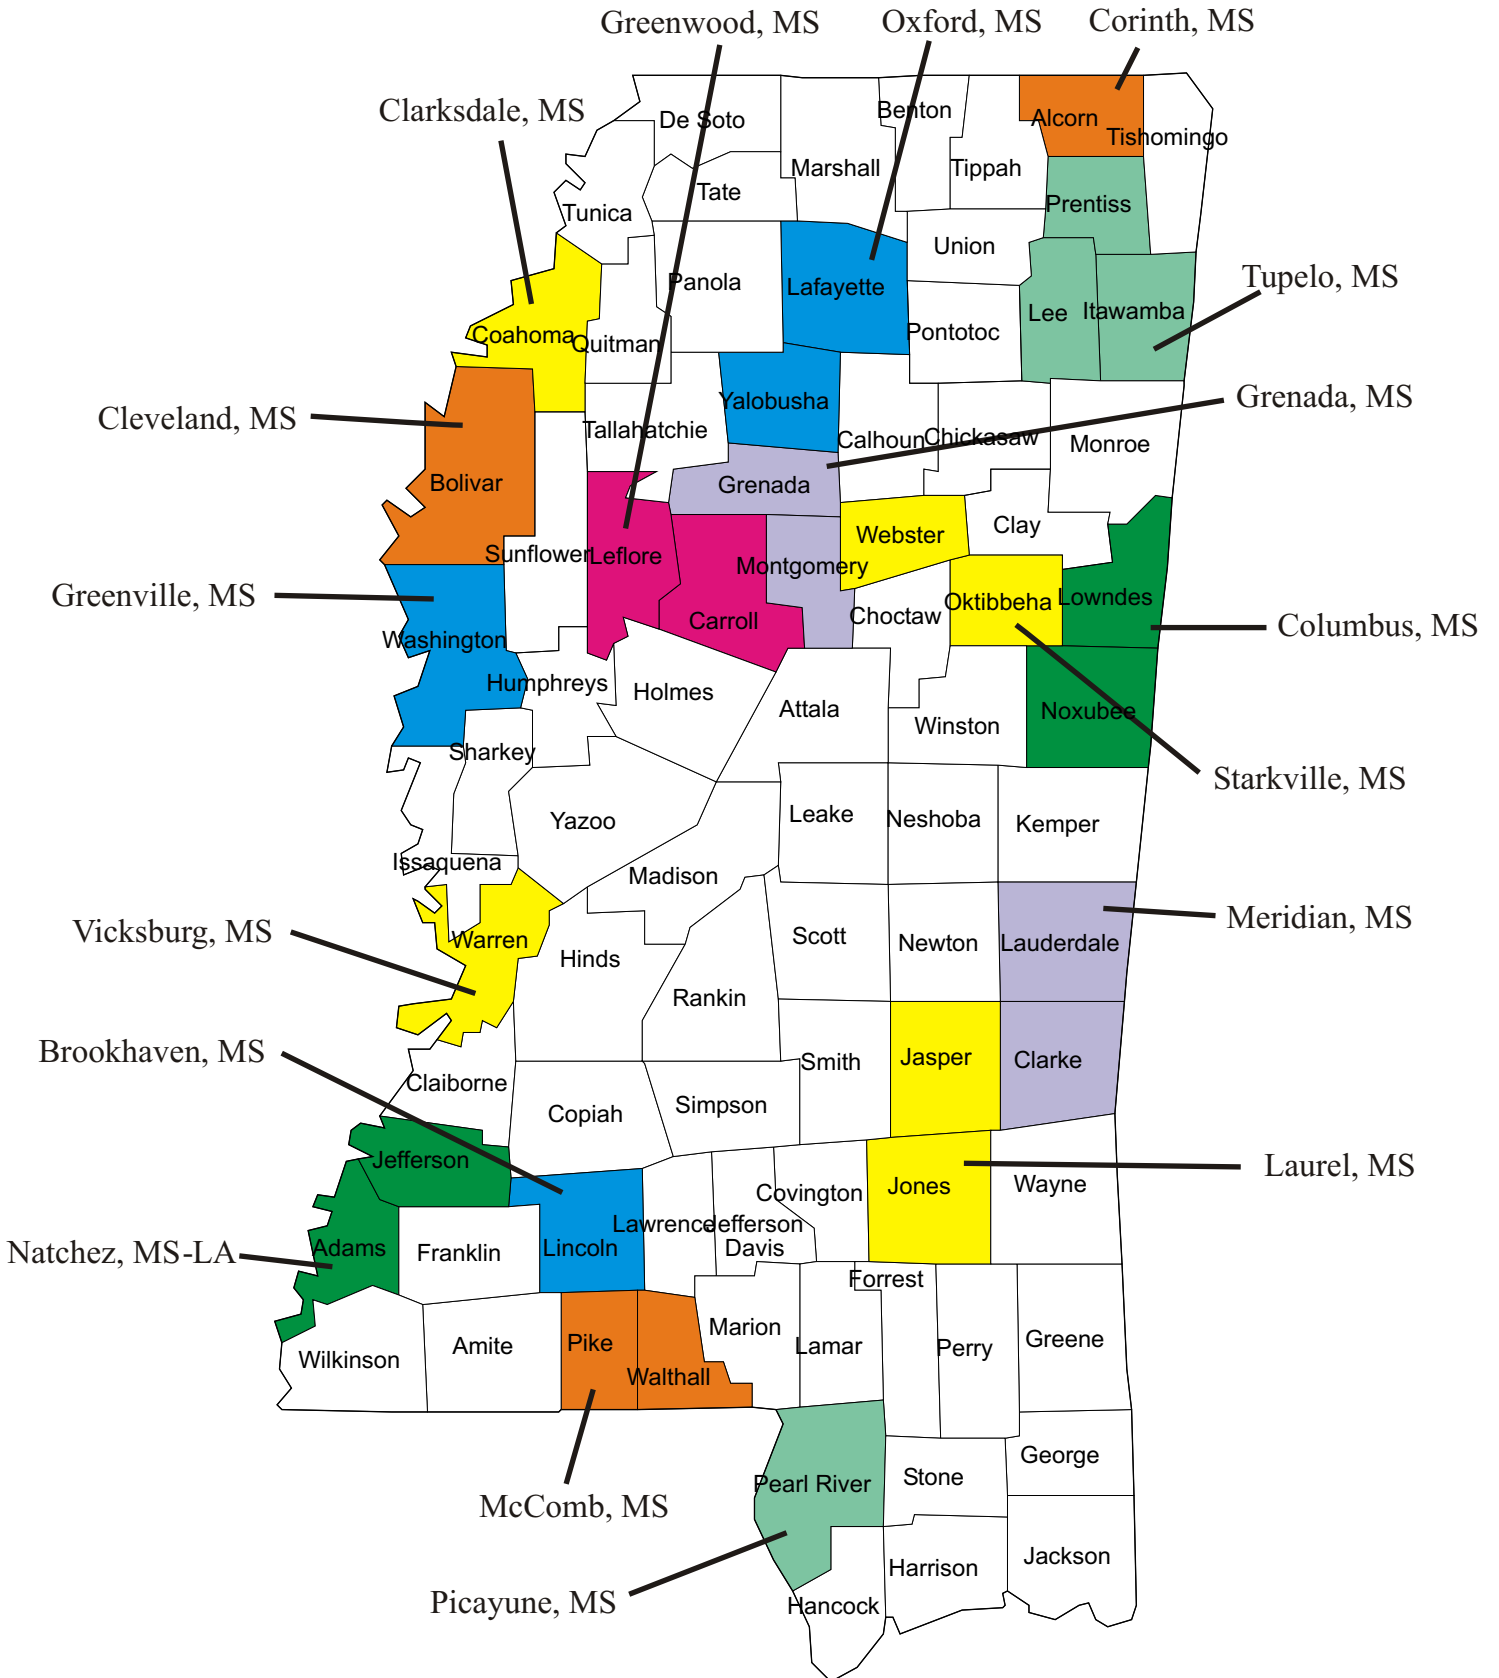 Greenwood, MS
Oxford, MS
Corinth, MS
Clarksdale, MS
De Soto
Benton
Alcorn
Tishomingo
Marshall
Tippah
Tate
Prentiss
Tunica
Union
Panola
Lafayette
Tupelo, MS
Lee
Itawamba
Coahoma
Quitman
Pontotoc
Yalobusha
Grenada, MS
Cleveland, MS
Tallahatchie
Calhoun
Chickasaw
Monroe
Bolivar
Grenada
Webster
Clay
Sunflower
Leflore
Montgomery
Greenville, MS
Choctaw
Oktibbeha
Lowndes
Carroll
Columbus, MS
Washington
Humphreys
Holmes
Attala
Noxubee
Winston
Sharkey
Starkville, MS
Yazoo
Leake
Neshoba
Kemper
Issaquena
Madison
Meridian, MS
Vicksburg, MS
Warren
Scott
Newton
Lauderdale
Hinds
Rankin
Brookhaven, MS
Smith
Jasper
Clarke
Claiborne
Copiah
Simpson
Jefferson
Laurel, MS
Jones
Wayne
Covington
Lawrence
Jefferson
Davis
Natchez, MS-LA
Adams
Franklin
Lincoln
Forrest
Marion
Pike
Lamar
Perry
Greene
Wilkinson
Amite
Walthall
George
Pearl River
Stone
McComb, MS
Jackson
Harrison
Picayune, MS
Hancock